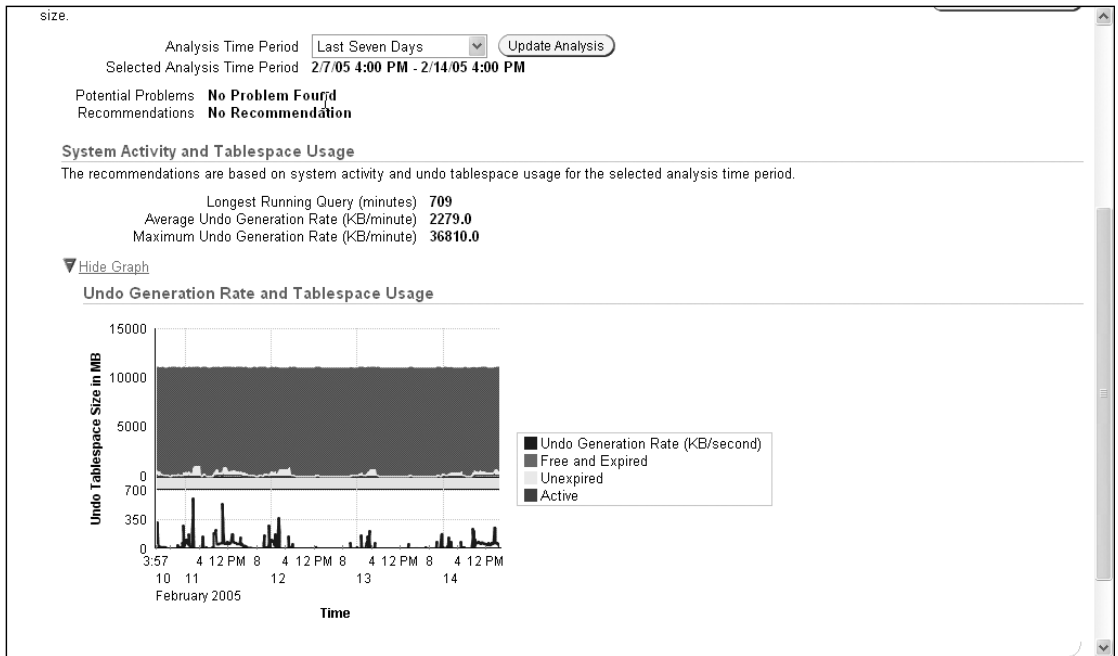 size.
Analysis Time Period Last Seven Days Update Analysis
Selected Analysis Time Period 2/7/05 4:00 PM - 2/14/05 4:00 PM
Potential Problems No Problem Found
Recommendations No Recommendation
System Activity and Tablespace Usage
The recommendations are based on system activity and undo tablespace usage for the selected analysis time period.
Longest Running Query (minutes) 709
Average Undo Generation Rate (KB/minute) 2279.0
Maximum Undo Generation Rate (KB/minute) 36810.0
Hide Graph
Undo Generation Rate and Tablespace Usage
Undo Tablespace Size in MB
15000
10000
5000
0
700
350
0
3:57 4 12 PM 8 4 12 PM 8 4 12 PM 8 4 12 PM
10 11 12 13 14
February 2005
Time
Undo Generation Rate (KB/second)
Free and Expired
Unexpired
Active